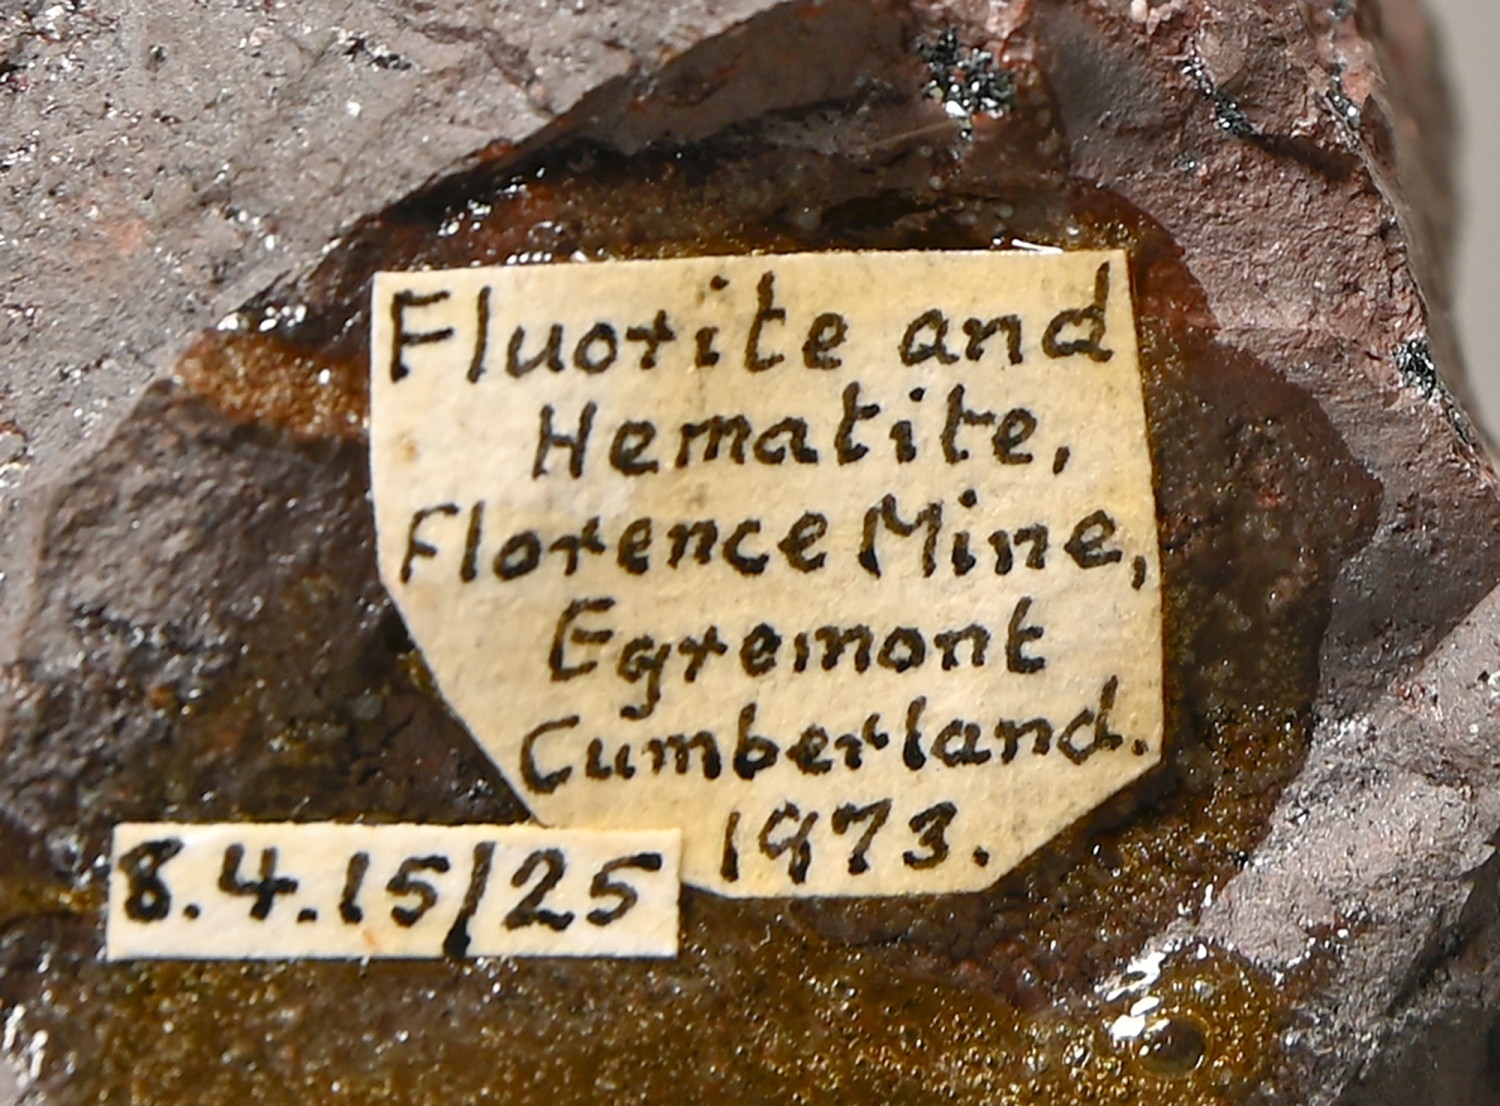 Fluorite and
Hematite,
Florence Mine,
Egremont
Cumberland.
1973.
8.4.15/25